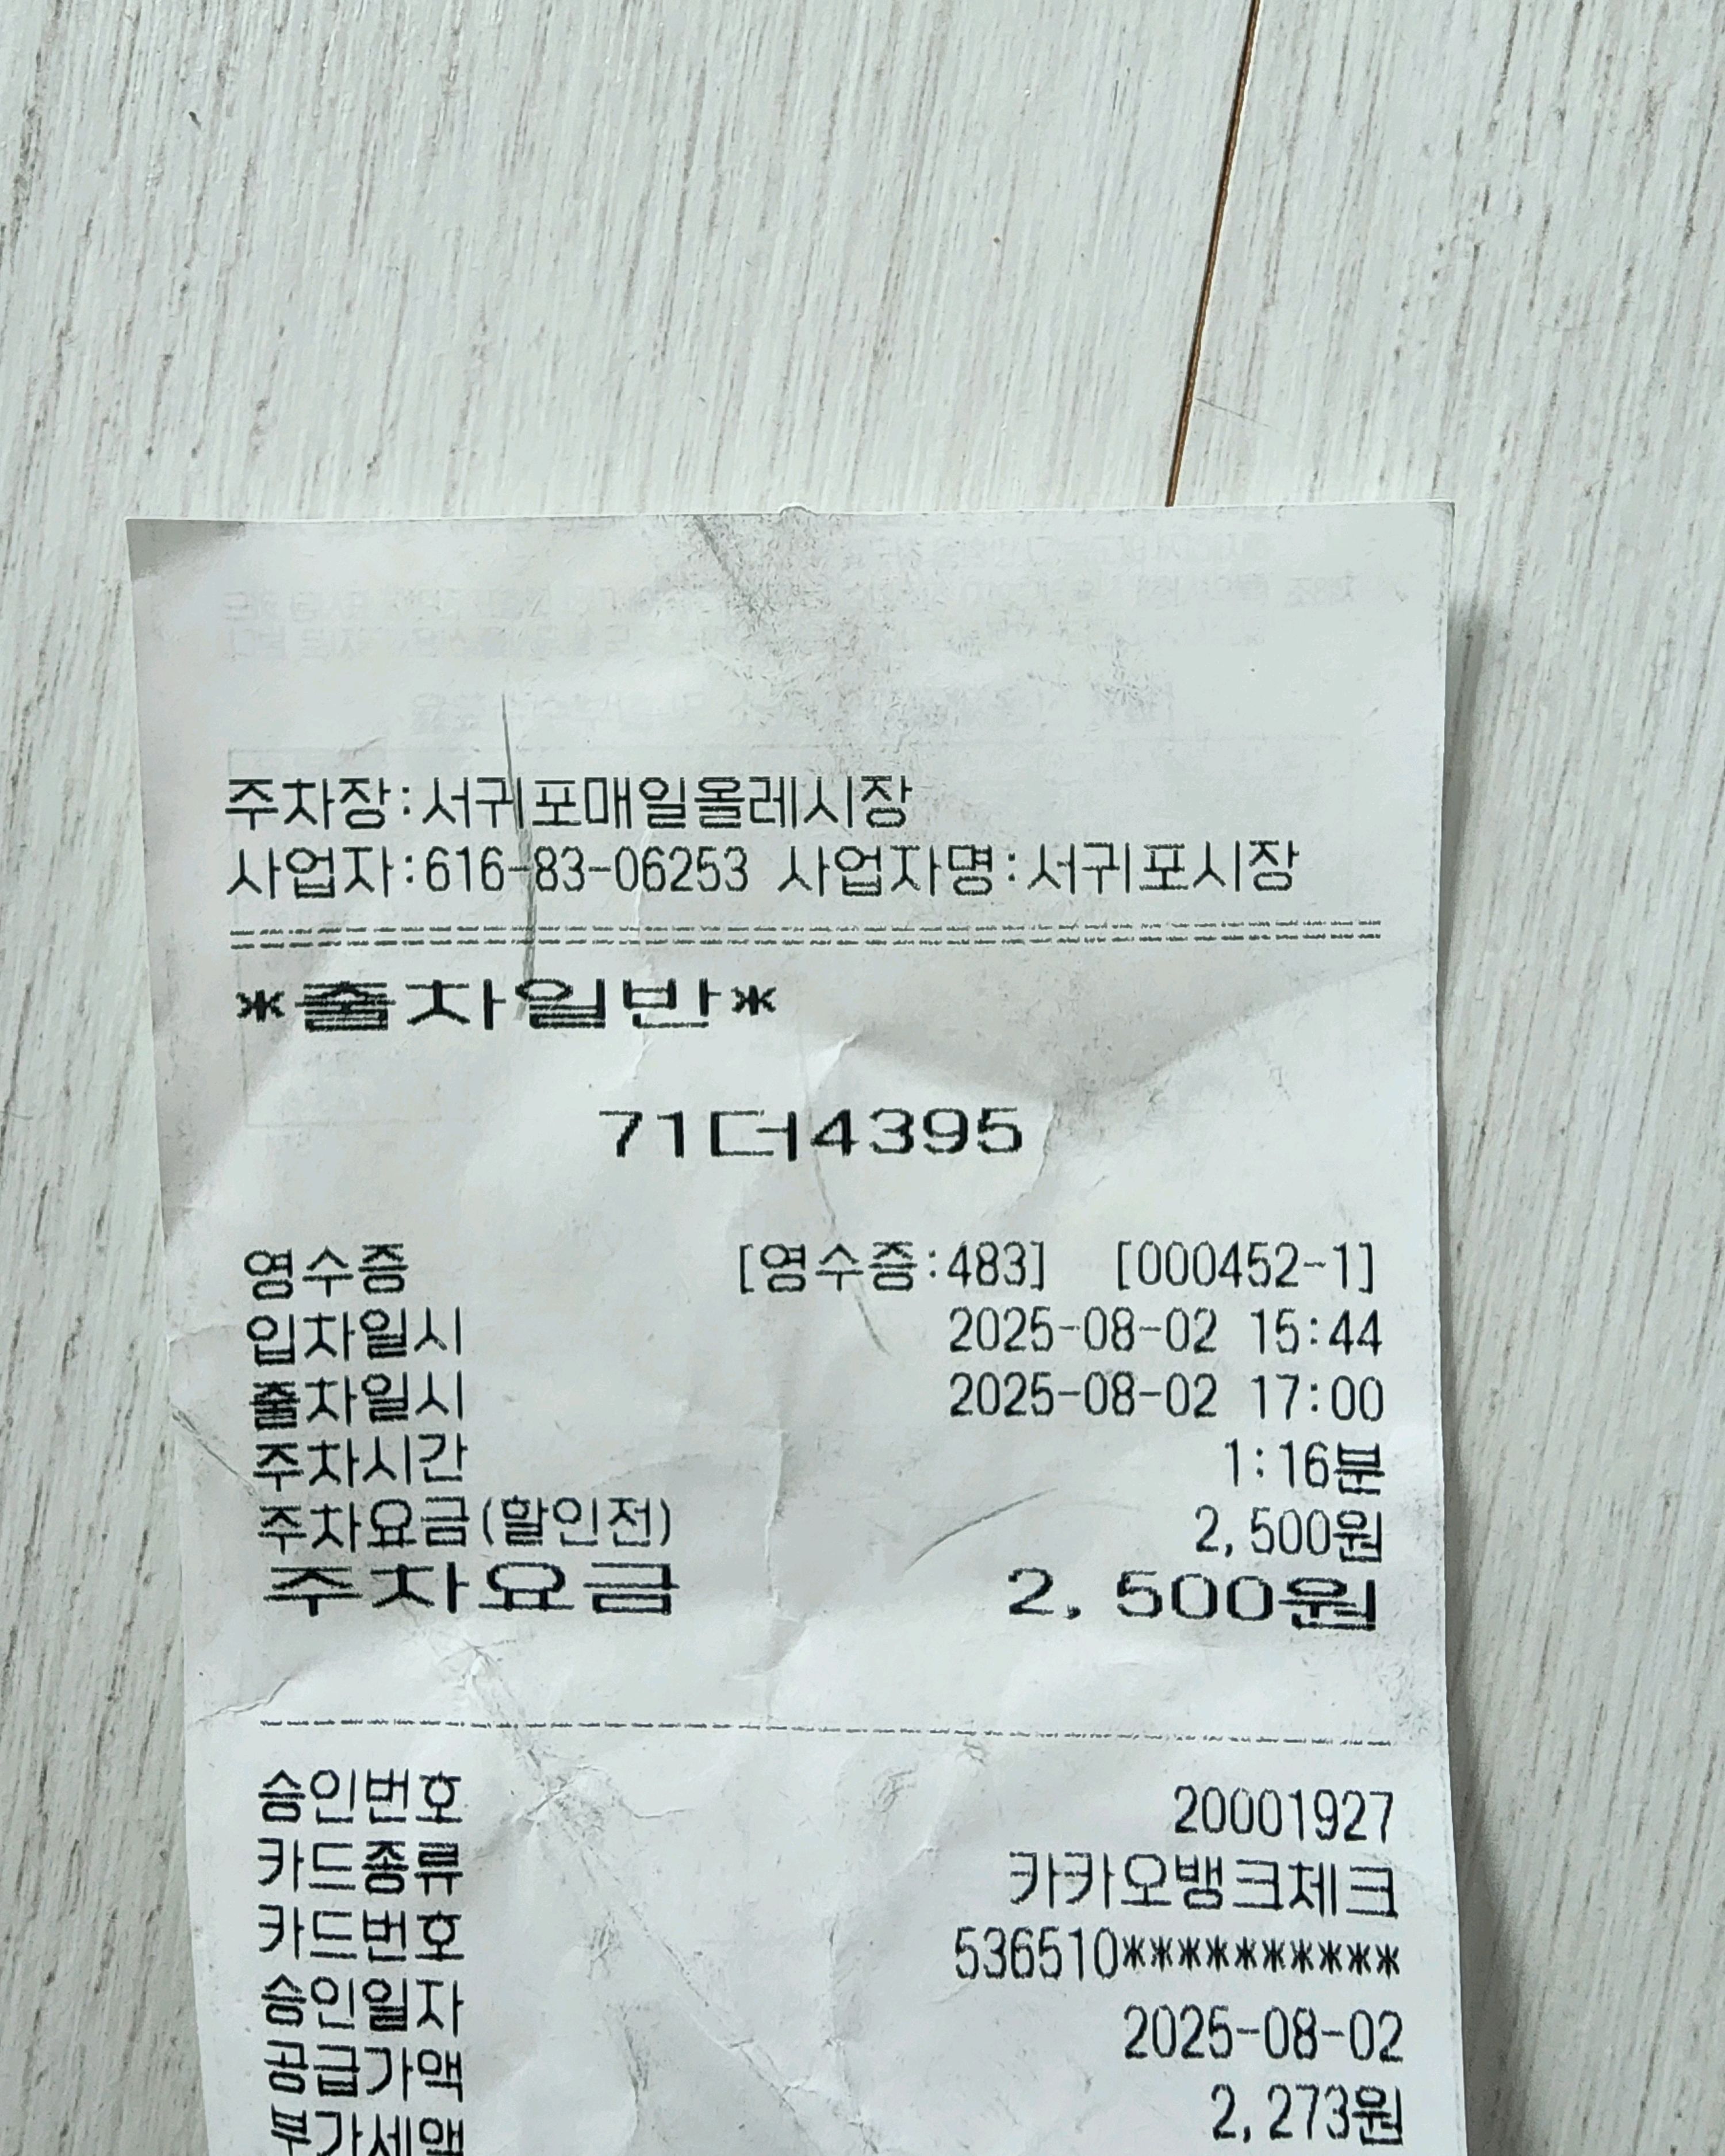 주차장:서귀포매일올레시장
사업자:616-83-06253 사업자명:서귀포시장
*출차일반*
71더4395
영수증 [영수증:483] [000452-1]
입차일시 2025-08-02 15:44
출차일시 2025-08-02 17:00
주차시간 1:16분
주차요금(할인전) 2,500원
주차요금 2,500원
승인번호 20001927
카드종류 카카오뱅크체크
카드번호 536510**********
승인일자 2025-08-02
공급가액 2,273원
부가세액